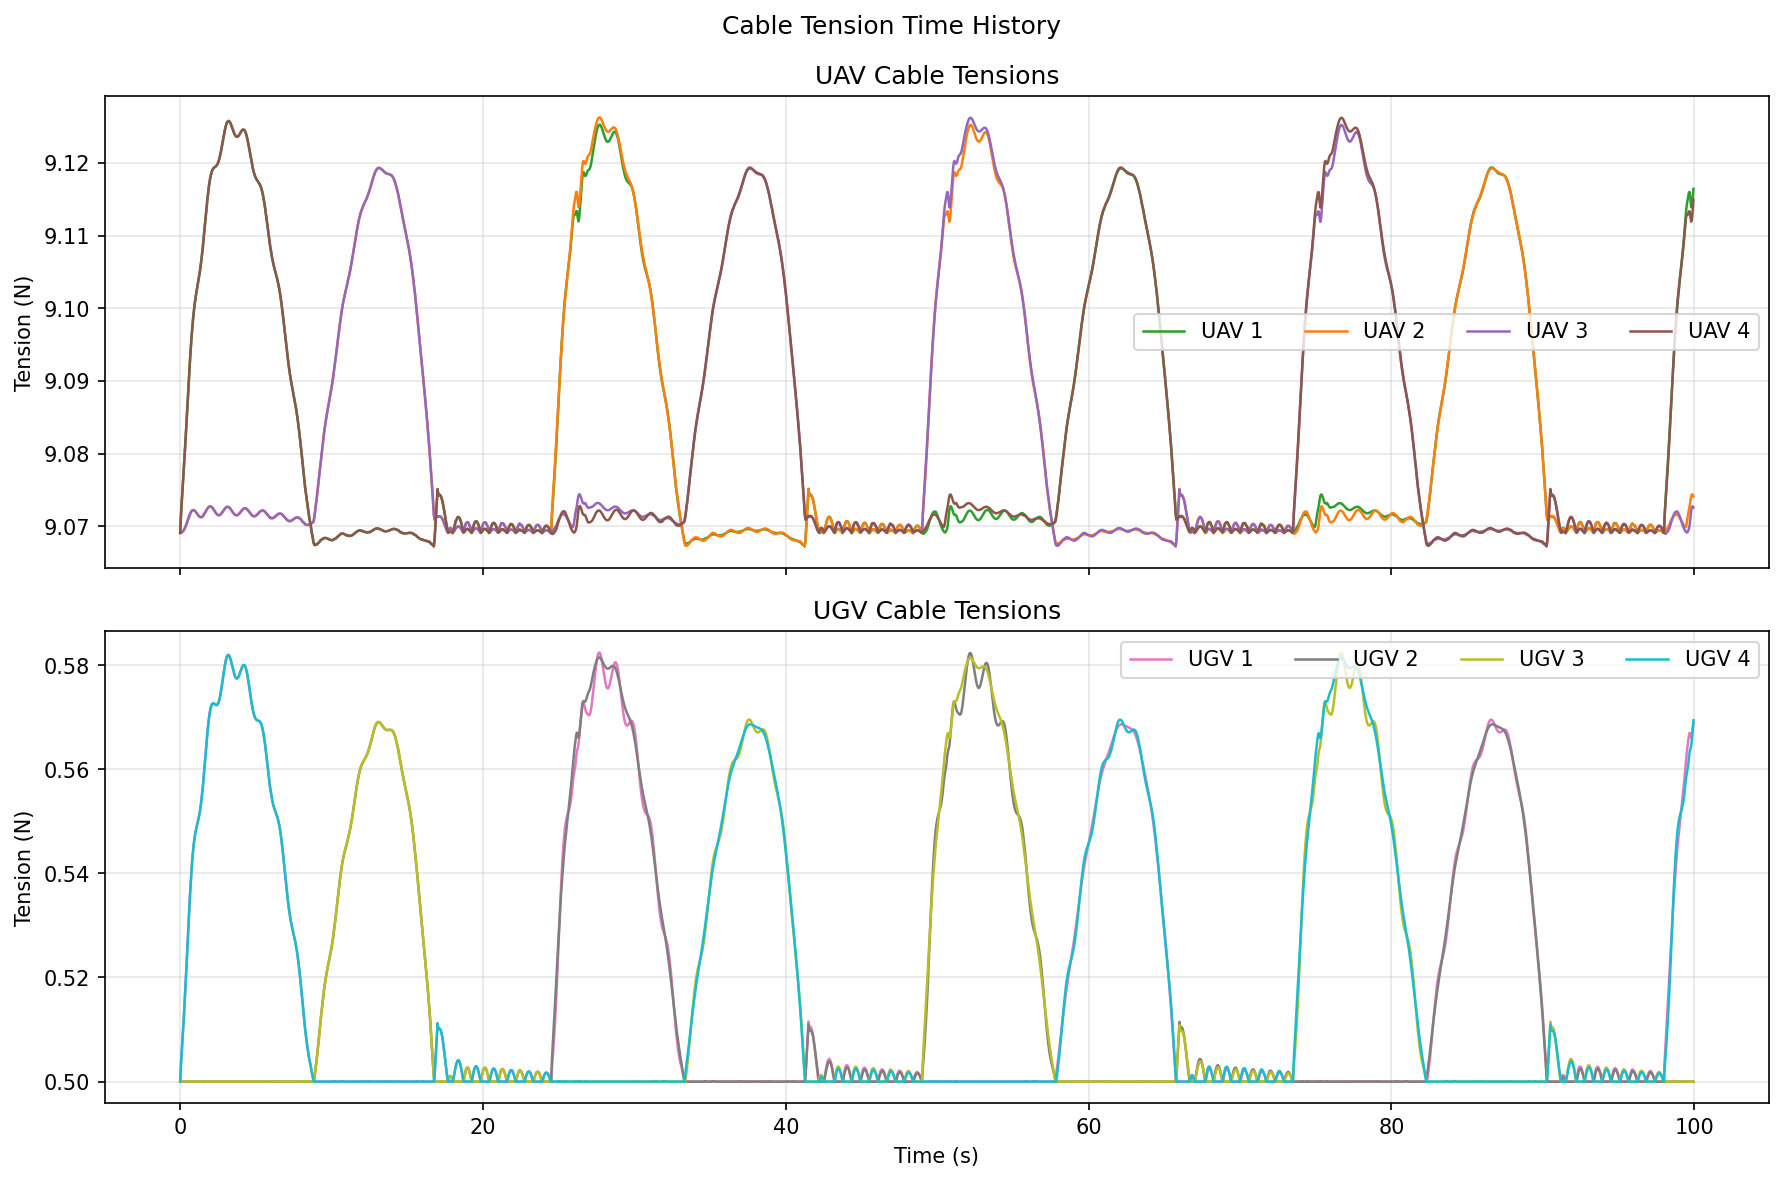 Cable Tension Time History
UAV Cable Tensions
Tension (N)
9.12
9.11
9.10
9.09
9.08
9.07
UAV 1 UAV 2 UAV 3 UAV 4
UGV Cable Tensions
Tension (N)
0.58
0.56
0.54
0.52
0.50
UGV 1 UGV 2 UGV 3 UGV 4
0 20 40 60 80 100
Time (s)